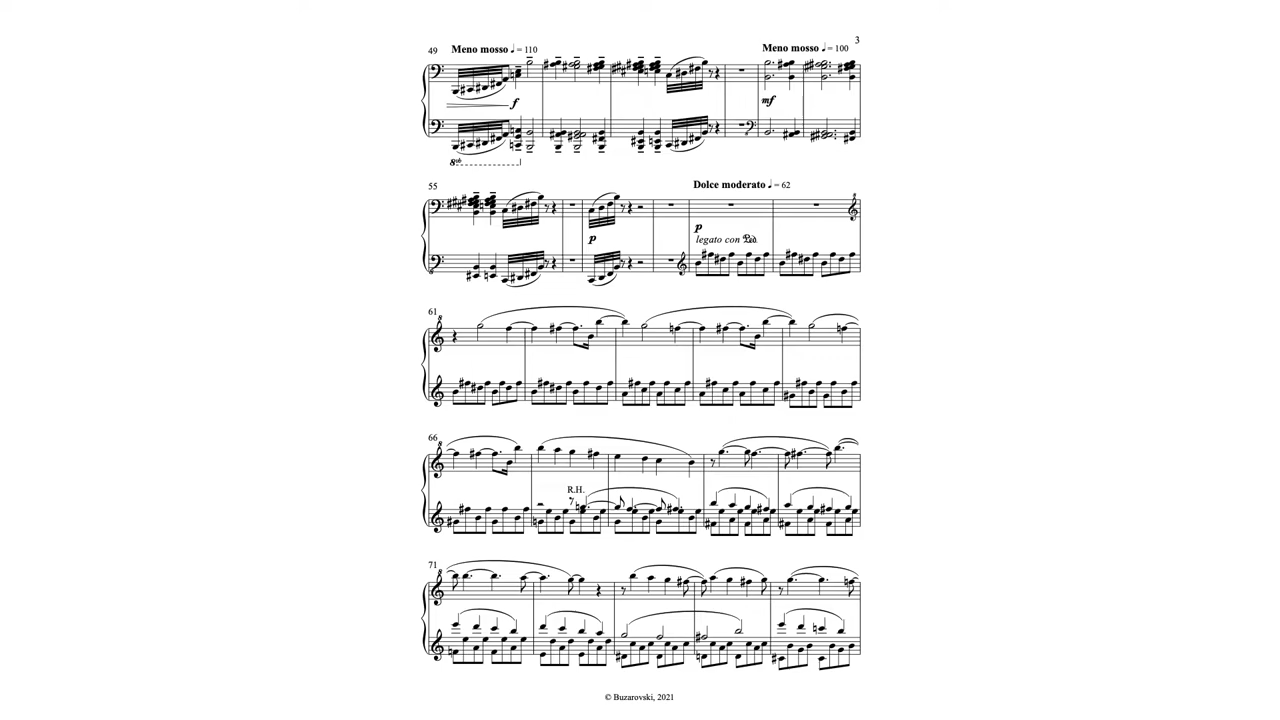 3
49 Meno mosso ♩ = 110 Meno mosso ♩ = 100
f mf
8vb
55 Dolce moderato ♩ = 62
p p
legato con Ped.
61
66
R.H.
71
© Buzarovski, 2021